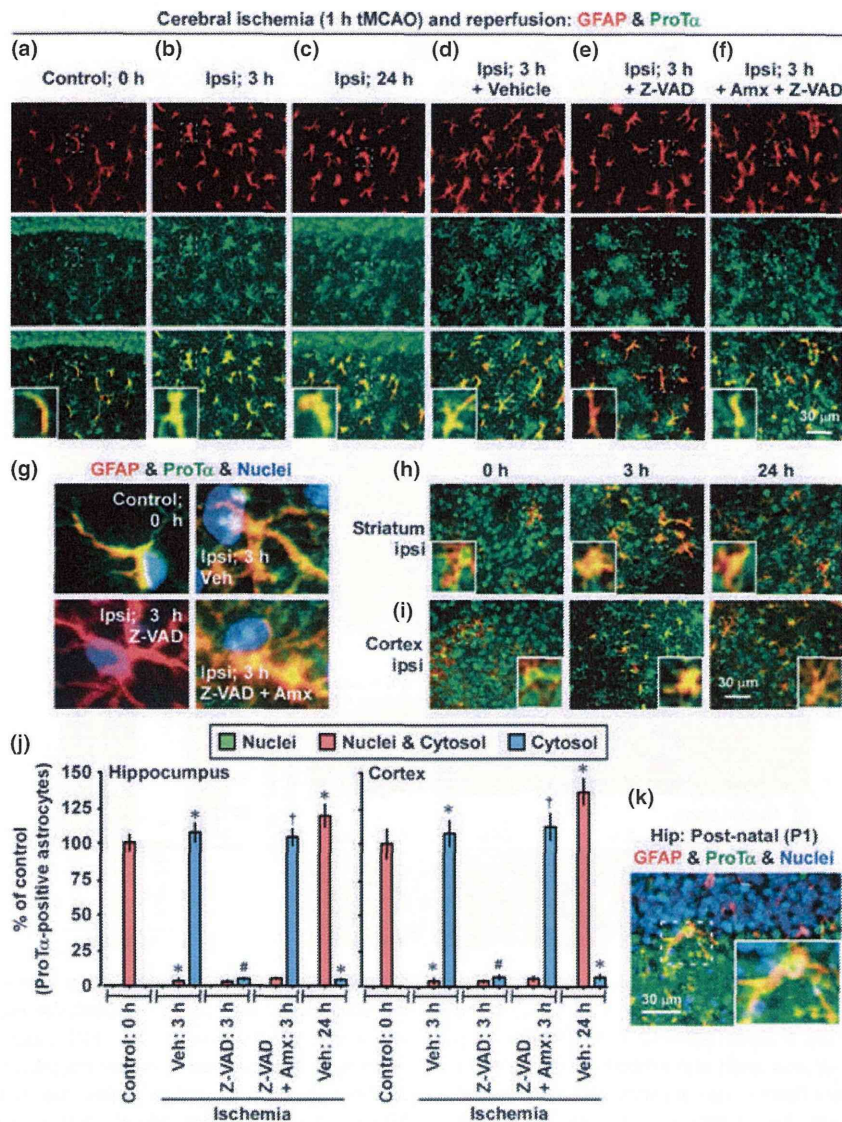 Cerebral ischemia (1 h tMCAO) and reperfusion: GFAP & ProTα
(a) (b) (c) (d) (e) (f)
Control; 0 h
Ipsi; 3 h
Ipsi; 24 h
Ipsi; 3 h
+ Vehicle
Ipsi; 3 h
+ Z-VAD
Ipsi; 3 h
+ Amx + Z-VAD
30 μm
(g)
GFAP & ProTα & Nuclei
Control;
0 h
Ipsi; 3 h
Veh
Ipsi; 3 h
Z-VAD
Ipsi; 3 h
Z-VAD + Amx
(h)
0 h 3 h 24 h
Striatum
ipsi
(i)
Cortex
ipsi
30 μm
(j)
Nuclei Nuclei & Cytosol Cytosol
% of control
(ProTα-positive astrocytes)
150
125
100
75
50
25
0
Hippocumpus
* * # † * *
Control: 0 h
Veh: 3 h
Z-VAD: 3 h
Z-VAD
+ Amx: 3 h
Veh: 24 h
Ischemia
Cortex
* * # † * *
Control: 0 h
Veh: 3 h
Z-VAD: 3 h
Z-VAD
+ Amx: 3 h
Veh: 24 h
Ischemia
(k)
Hip: Post-natal (P1)
GFAP & ProTα & Nuclei
30 μm